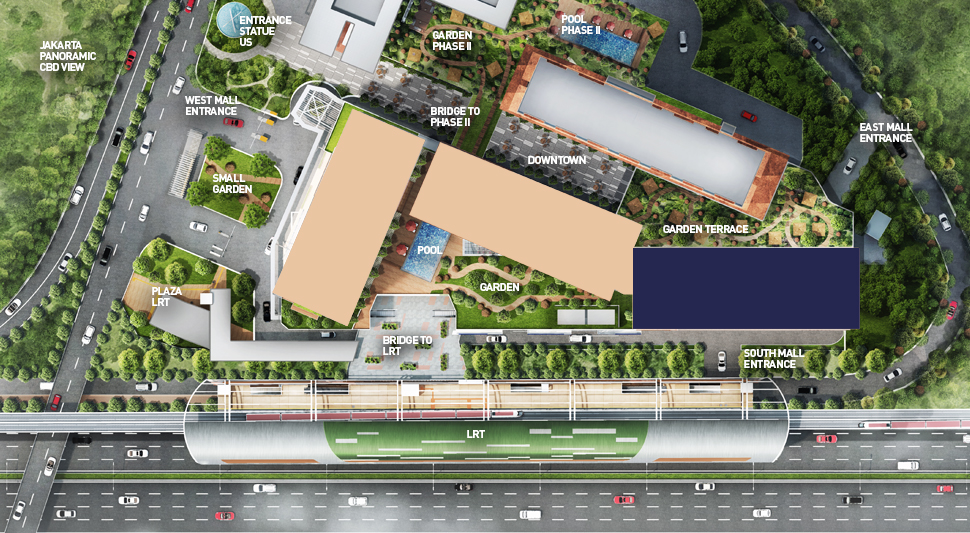 ENTRANCE
STATUE
US
POOL
PHASE II
GARDEN
PHASE II
JAKARTA
PANORAMIC
CBD VIEW
WEST MALL
ENTRANCE
BRIDGE TO
PHASE II
EAST MALL
ENTRANCE
DOWNTOWN
SMALL
GARDEN
GARDEN TERRACE
POOL
GARDEN
PLAZA
LRT
BRIDGE TO
LRT
SOUTH MALL
ENTRANCE
LRT